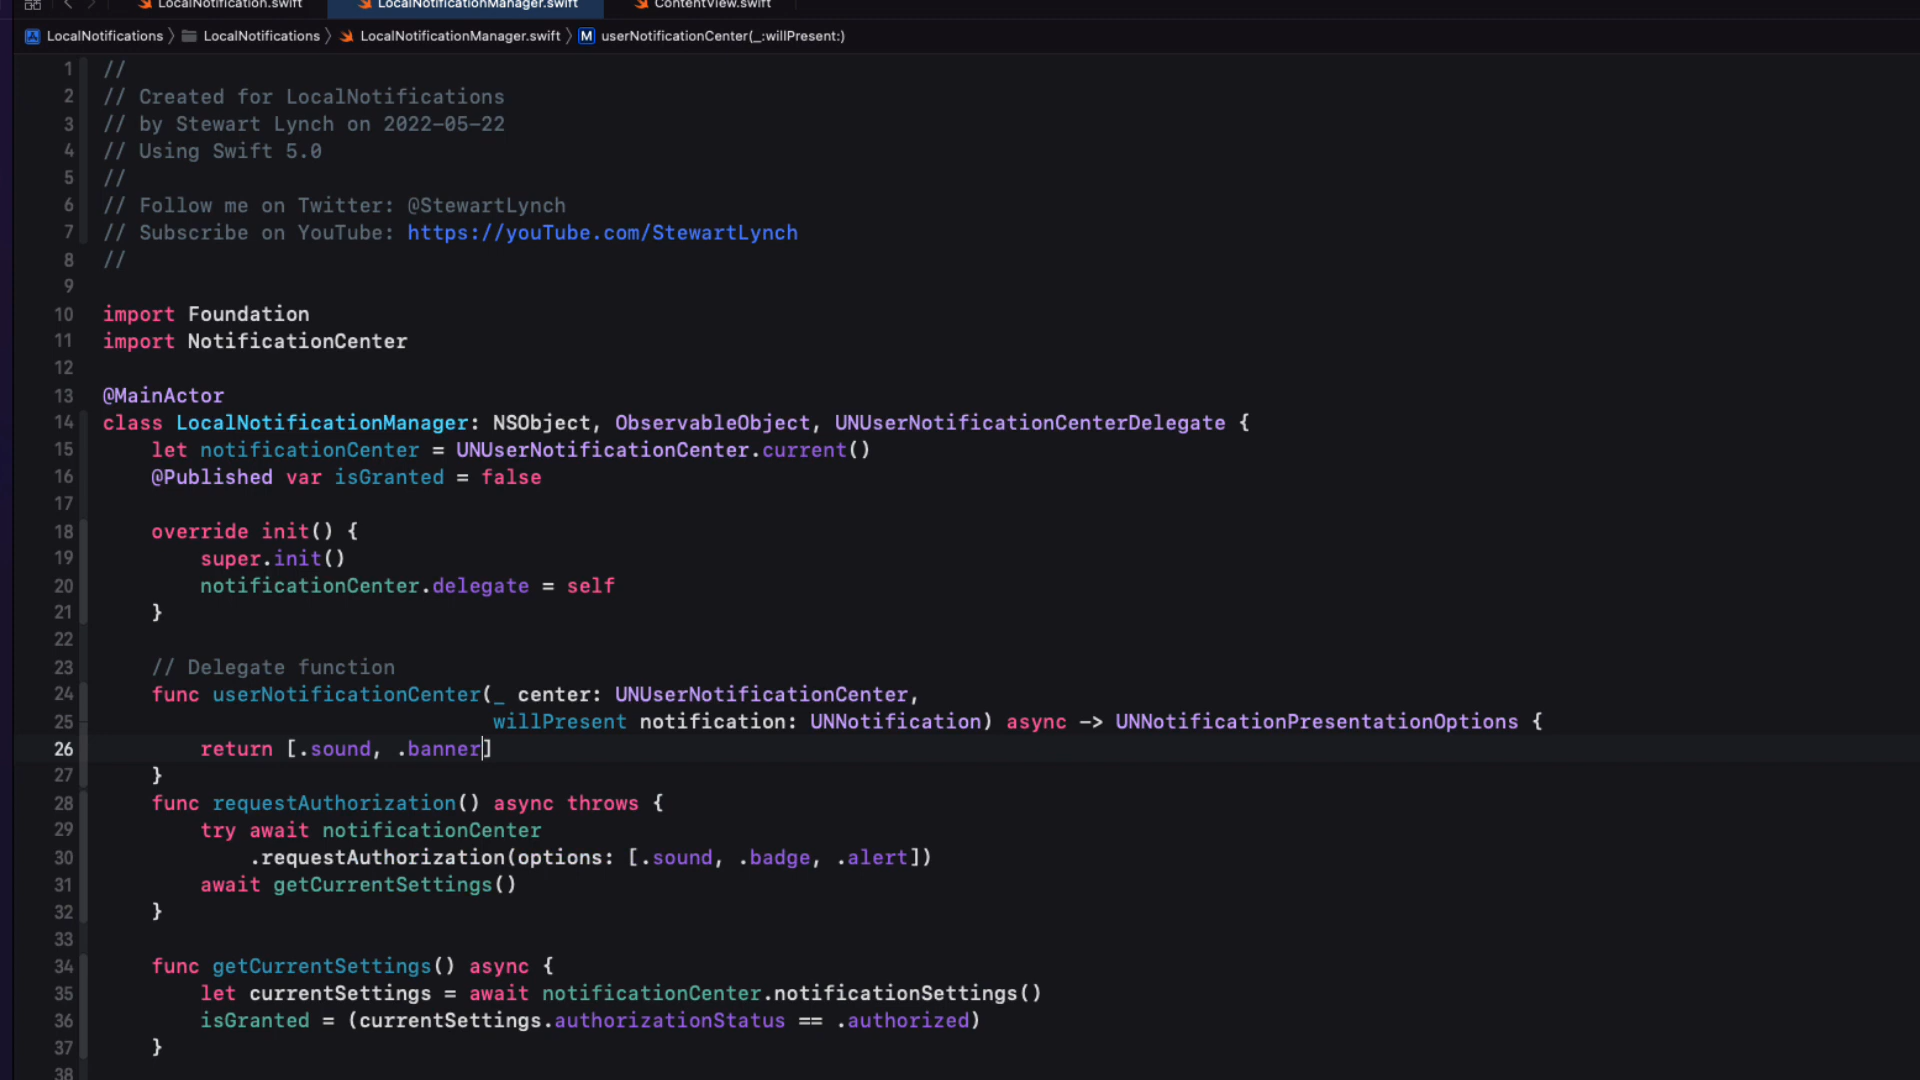 LocalNotification.swift LocalNotificationManager.swift ContentView.swift
LocalNotifications LocalNotifications LocalNotificationManager.swift M userNotificationCenter(_:willPresent:)
1 //
2 // Created for LocalNotifications
3 // by Stewart Lynch on 2022-05-22
4 // Using Swift 5.0
5 //
6 // Follow me on Twitter: @StewartLynch
7 // Subscribe on YouTube: https://youTube.com/StewartLynch
8 //
9
10 import Foundation
11 import NotificationCenter
12
13 @MainActor
14 class LocalNotificationManager: NSObject, ObservableObject, UNUserNotificationCenterDelegate {
15 let notificationCenter = UNUserNotificationCenter.current()
16 @Published var isGranted = false
17
18 override init() {
19 super.init()
20 notificationCenter.delegate = self
21 }
22
23 // Delegate function
24 func userNotificationCenter(_ center: UNUserNotificationCenter,
25 willPresent notification: UNNotification) async -> UNNotificationPresentationOptions {
26 return [.sound, .banner]
27 }
28 func requestAuthorization() async throws {
29 try await notificationCenter
30 .requestAuthorization(options: [.sound, .badge, .alert])
31 await getCurrentSettings()
32 }
33
34 func getCurrentSettings() async {
35 let currentSettings = await notificationCenter.notificationSettings()
36 isGranted = (currentSettings.authorizationStatus == .authorized)
37 }
38